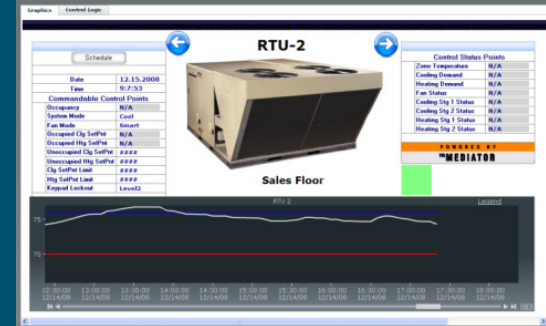 Graphics Control Logic
RTU-2
Schedule
Date 12.15.2008
Time 9:7:53
Commandable Control Points
Occupancy N/A
System Mode Cool
Fan Mode Smart
Occupied Clg SetPnt N/A
Occupied Htg SetPnt N/A
Unoccupied Clg SetPnt ####
Unoccupied Htg SetPnt ####
Clg SetPnt Limit ####
Htg SetPnt Limit ####
Keypad Lockout Level2
Sales Floor
Control Status Points
Zone Temperature N/A
Cooling Demand N/A
Heating Demand N/A
Fan Status N/A
Cooling Stg 1 Status N/A
Cooling Stg 2 Status N/A
Heating Stg 1 Status N/A
Heating Stg 2 Status N/A
POWERED BY
THE MEDIATOR
RTU 2
Legend
75
70
12:30:00 13:00:00 13:30:00 14:00:00 14:30:00 15:00:00 15:30:00 16:00:00 16:30:00 17:00:00 17:30:00 18:00:00
12/14/08 12/14/08 12/14/08 12/14/08 12/14/08 12/14/08 12/14/08 12/14/08 12/14/08 12/14/08 12/14/08 12/14/08